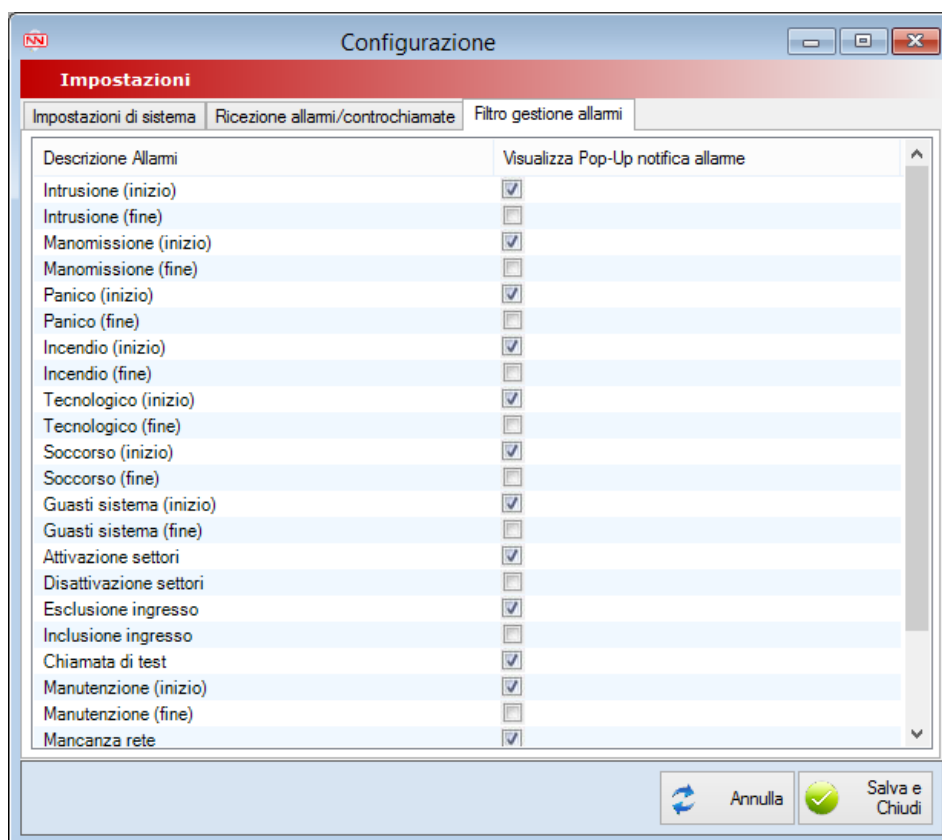 Configurazione
Impostazioni
Impostazioni di sistema Ricezione allarmi/controchiamate Filtro gestione allarmi
Descrizione Allarmi Visualizza Pop-Up notifica allarme
Intrusione (inizio)
Intrusione (fine)
Manomissione (inizio)
Manomissione (fine)
Panico (inizio)
Panico (fine)
Incendio (inizio)
Incendio (fine)
Tecnologico (inizio)
Tecnologico (fine)
Soccorso (inizio)
Soccorso (fine)
Guasti sistema (inizio)
Guasti sistema (fine)
Attivazione settori
Disattivazione settori
Esclusione ingresso
Inclusione ingresso
Chiamata di test
Manutenzione (inizio)
Manutenzione (fine)
Mancanza rete
Annulla Salva e
Chiudi